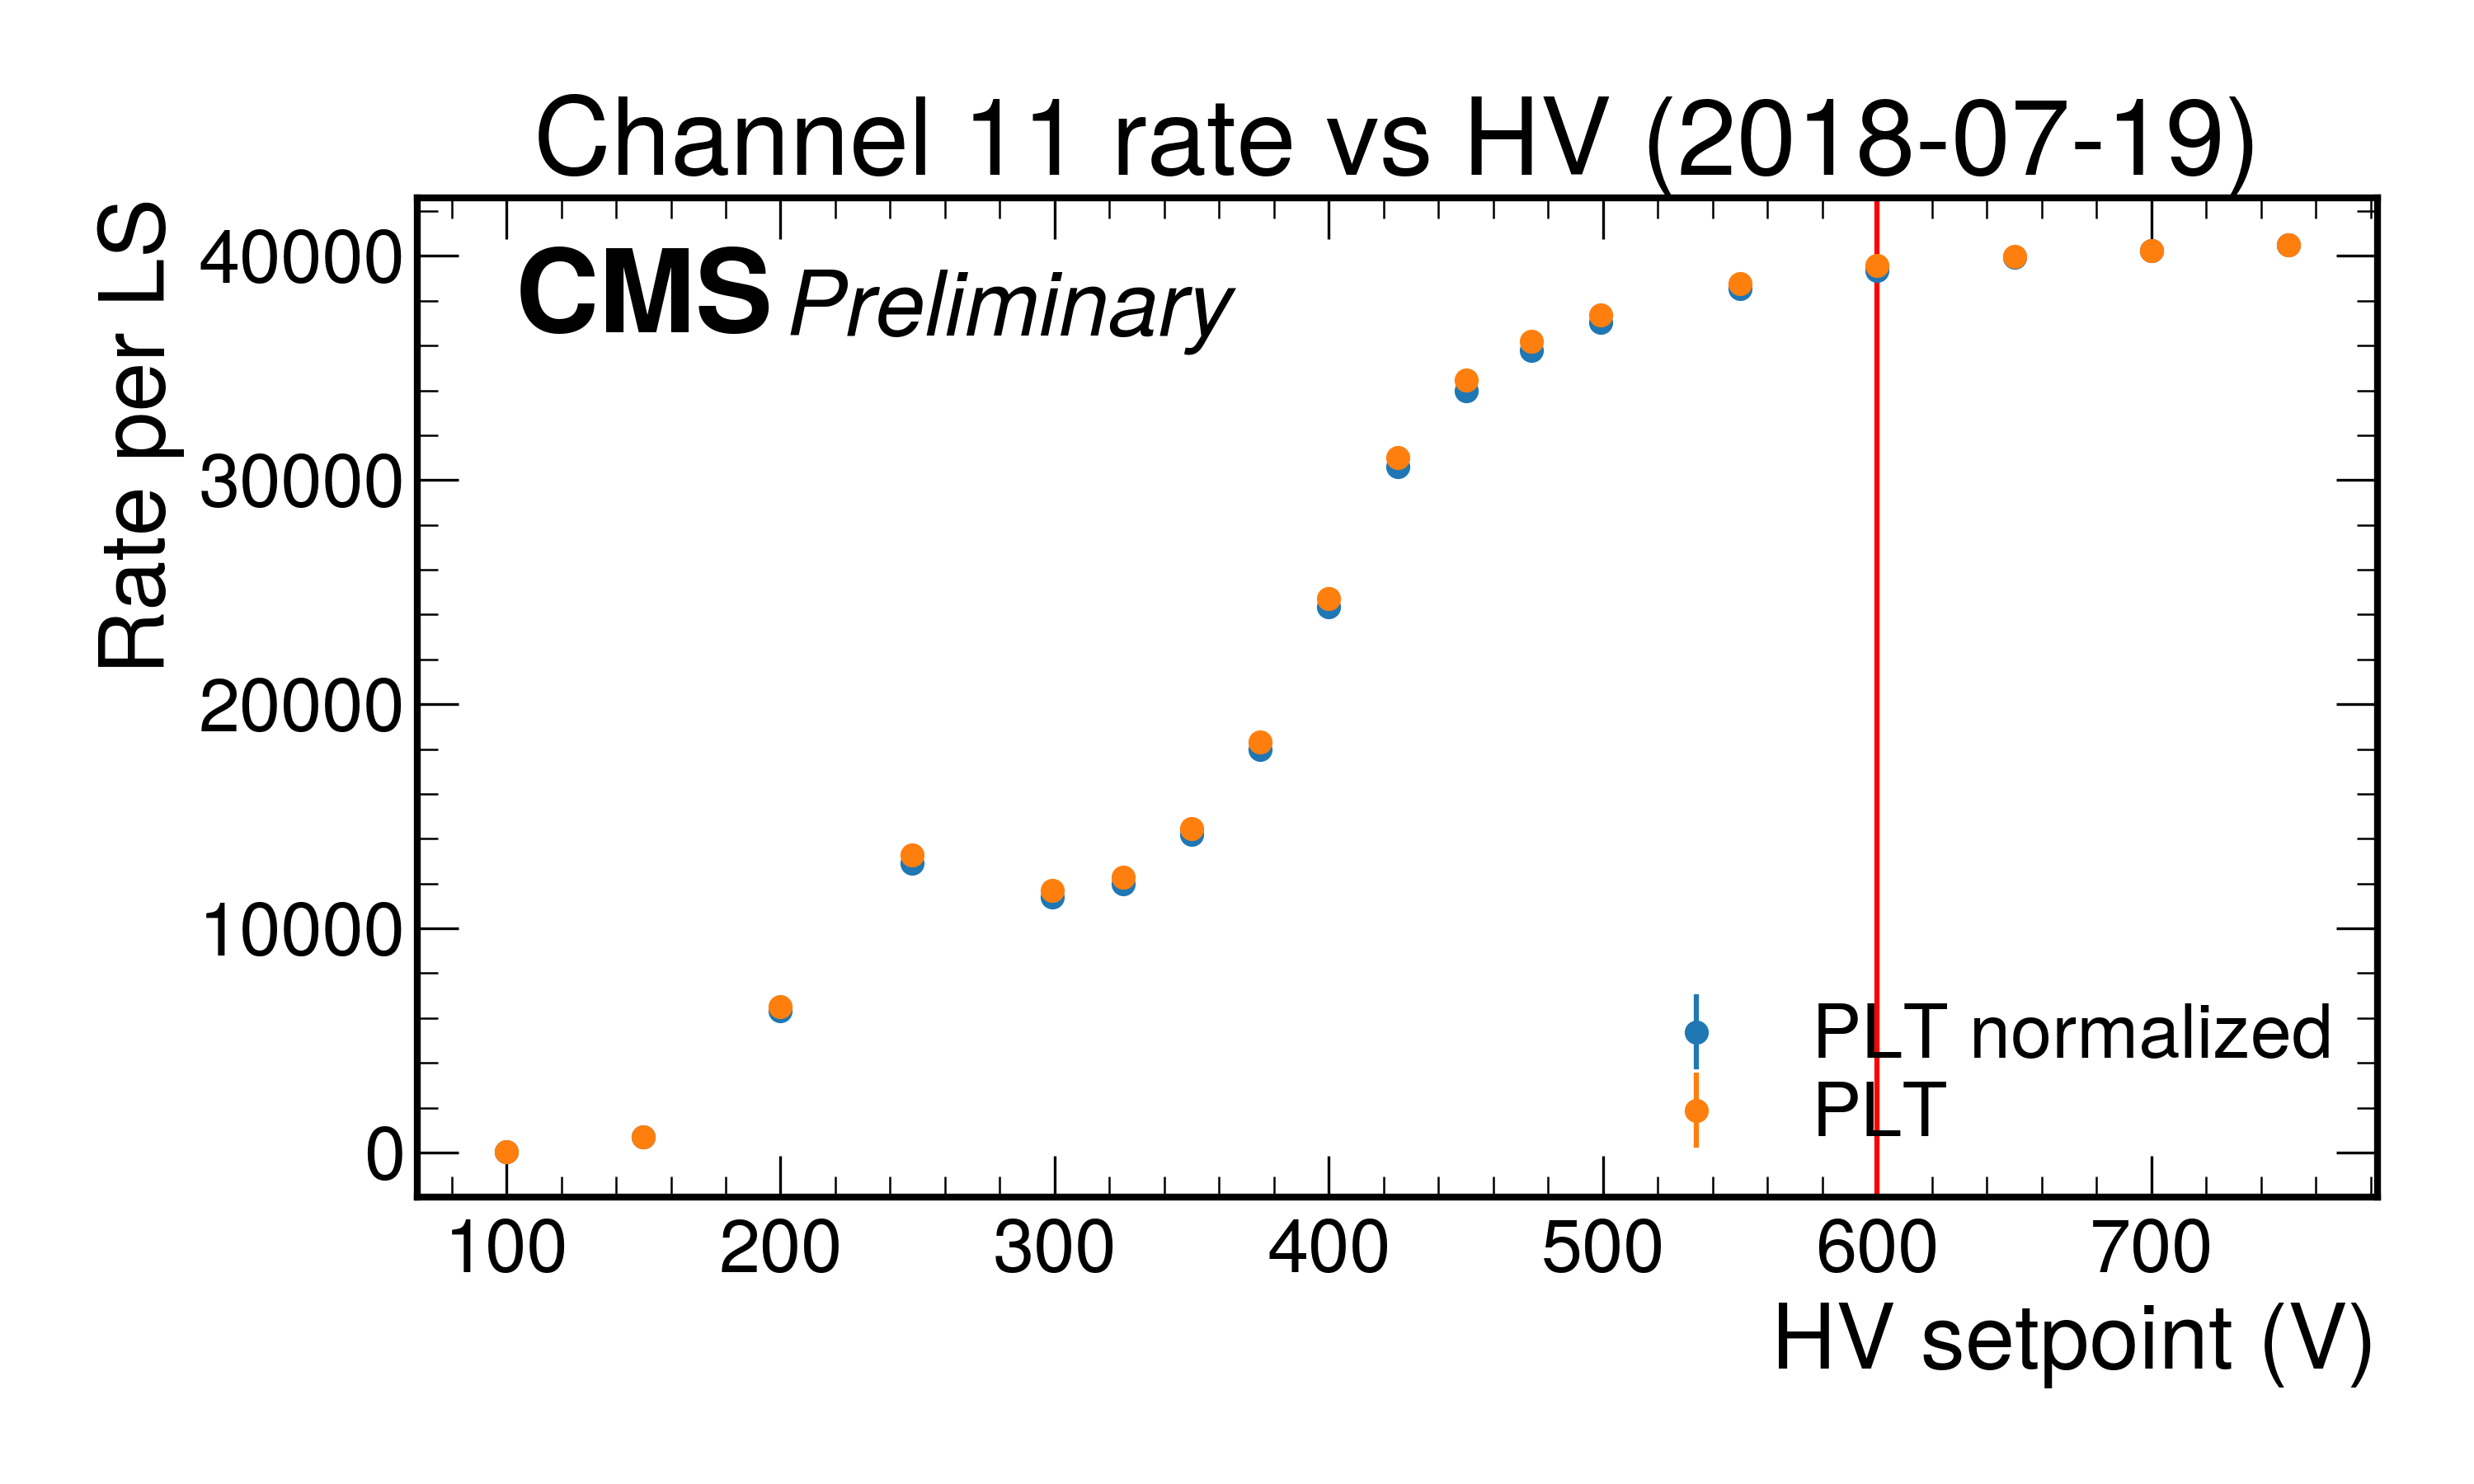 Channel 11 rate vs HV (2018-07-19)
CMS Preliminary
Rate per LS
40000
30000
20000
10000
0
PLT normalized
PLT
100 200 300 400 500 600 700
HV setpoint (V)